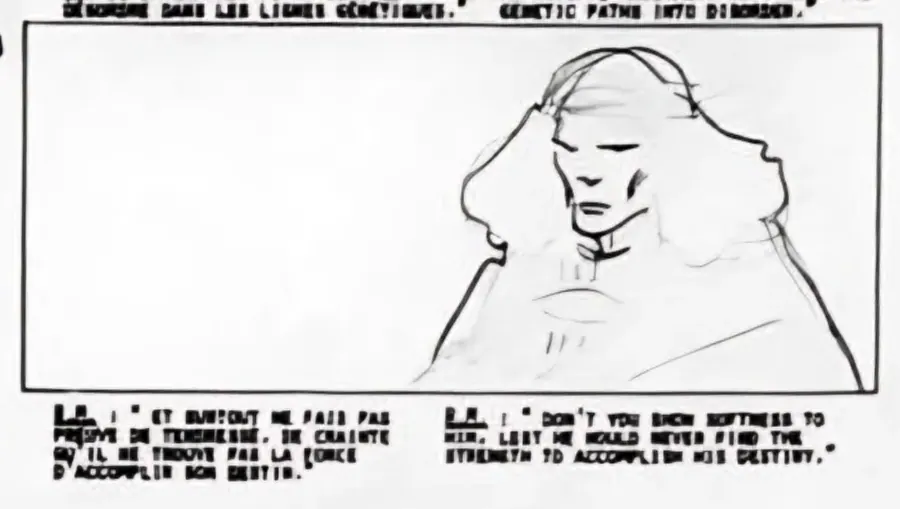 DÉSORDRE DANS LES LIGNES GÉNÉTIQUES."
GENETIC PATHS INTO DISORDER."
R.M. : " ET SURTOUT NE FAIS PAS
PREUVE DE TENDRESSE, DE CRAINTE
QU'IL NE TROUVE PAS LA FORCE
D'ACCOMPLIR SON DESTIN."
R.M. : " DON'T YOU SHOW SOFTNESS TO
HIM, LEST HE WOULD NEVER FIND THE
STRENGTH TO ACCOMPLISH HIS DESTINY."